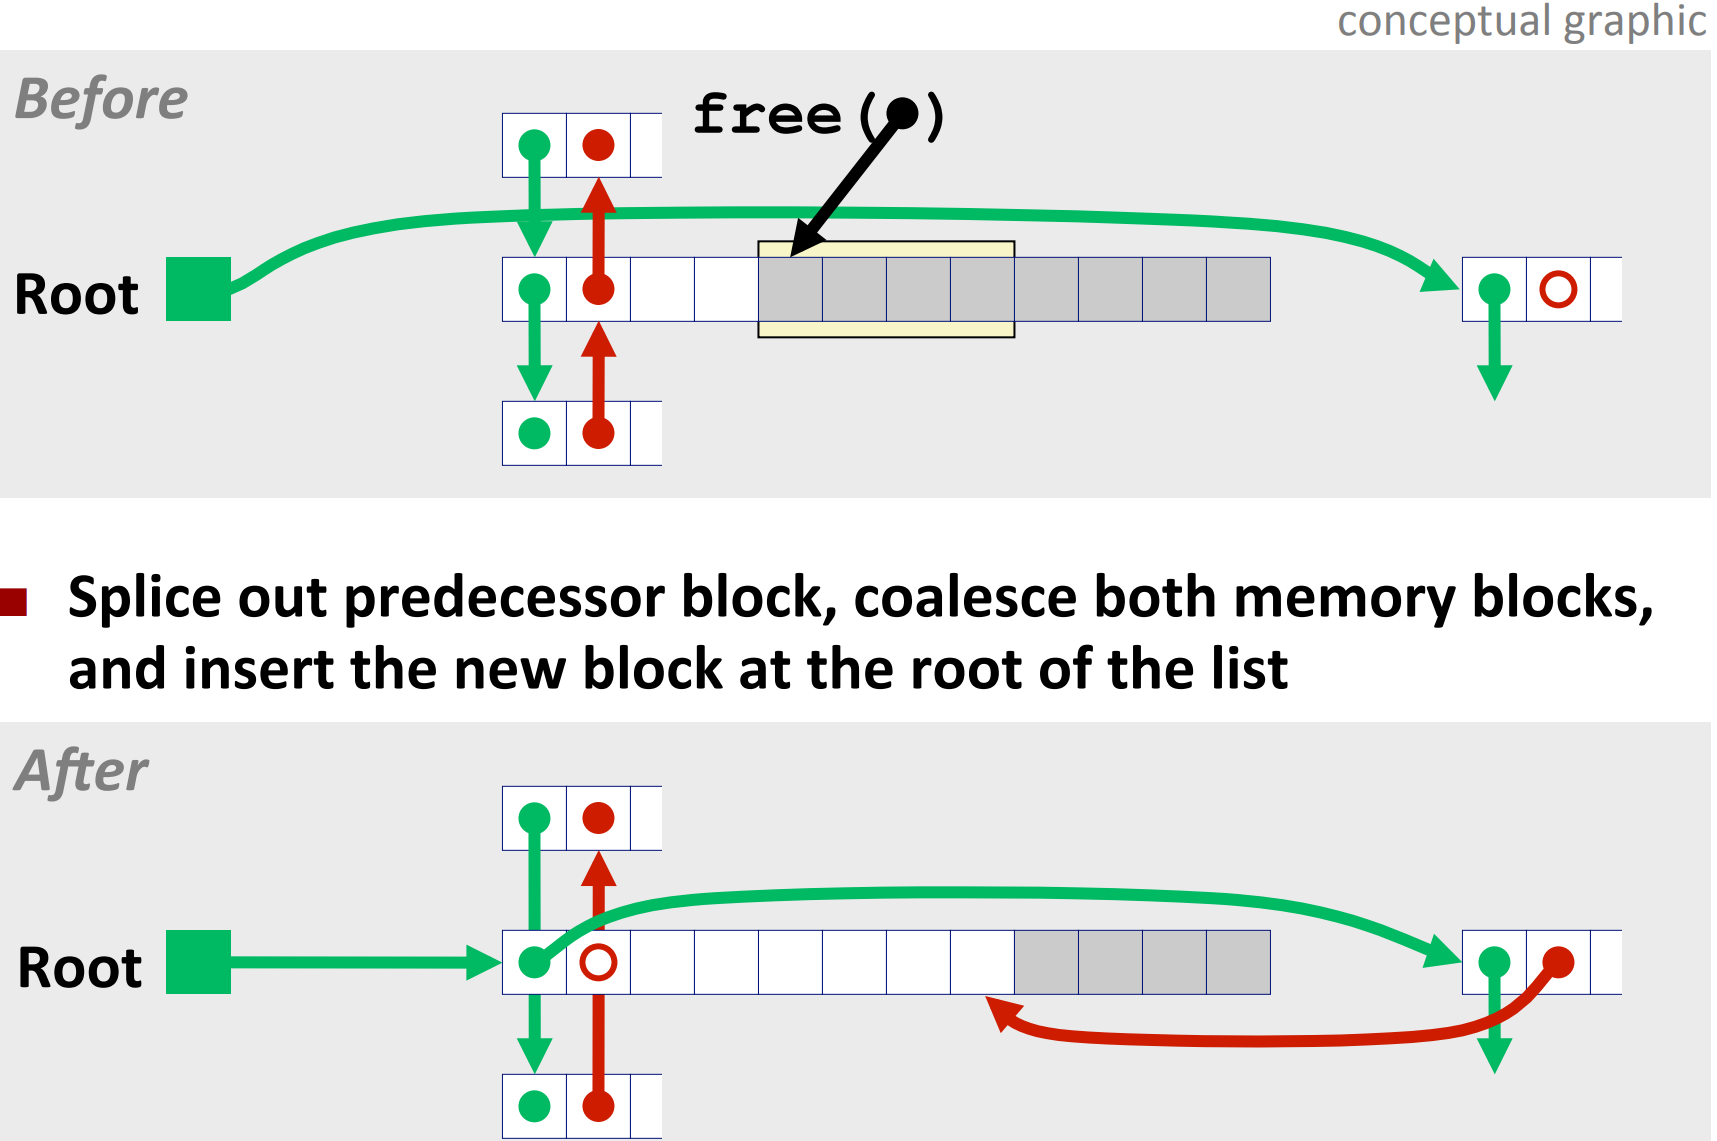 conceptual graphic
Before
free( )
Root
Splice out predecessor block, coalesce both memory blocks,
and insert the new block at the root of the list
After
Root